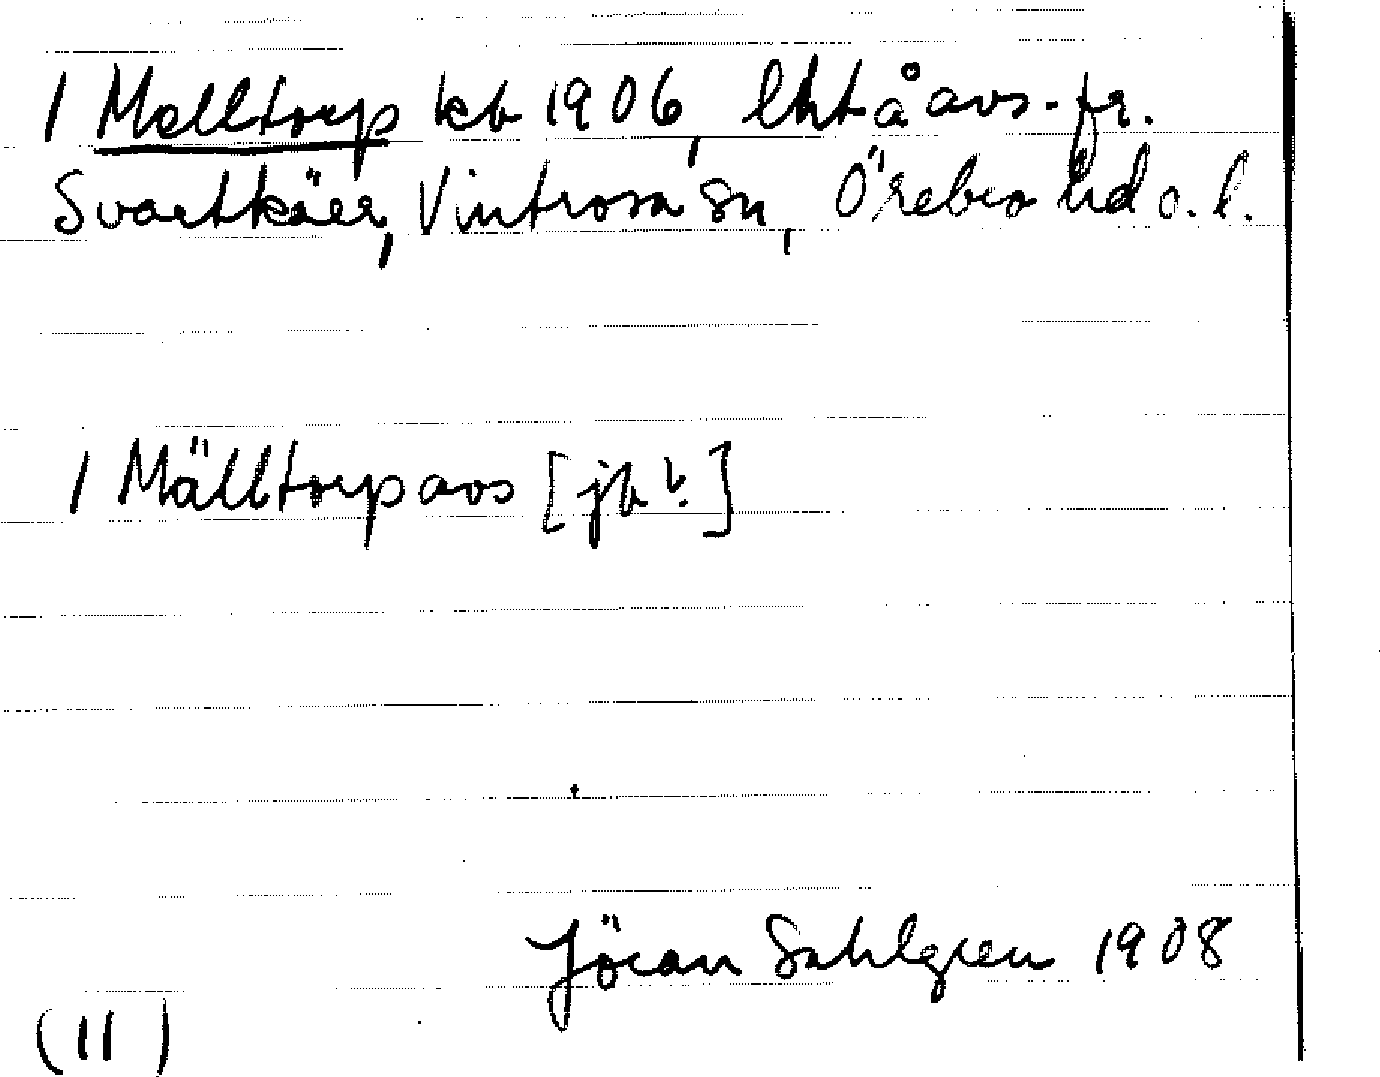 1 Melltorp kb 1906, lht å avs. fr.
Svartkärr, Vintrosa sn, Örebro hd o. l.
1 Mälltorp avs [jb?]
Jöran Sahlgren 1908
(11)